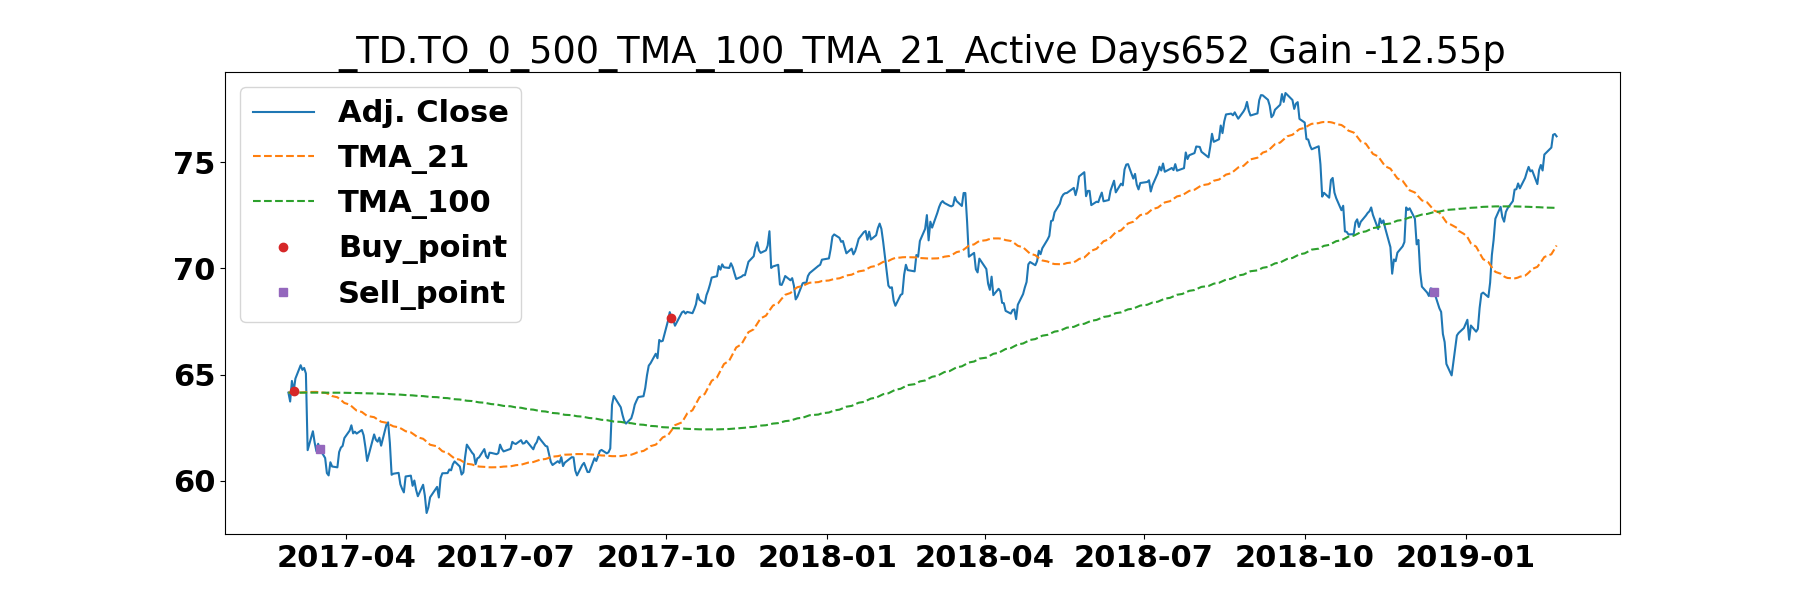 _TD.TO_0_500_TMA_100_TMA_21_Active Days652_Gain -12.55p
Adj. Close
TMA_21
TMA_100
Buy_point
Sell_point
75
70
65
60
2017-04 2017-07 2017-10 2018-01 2018-04 2018-07 2018-10 2019-01